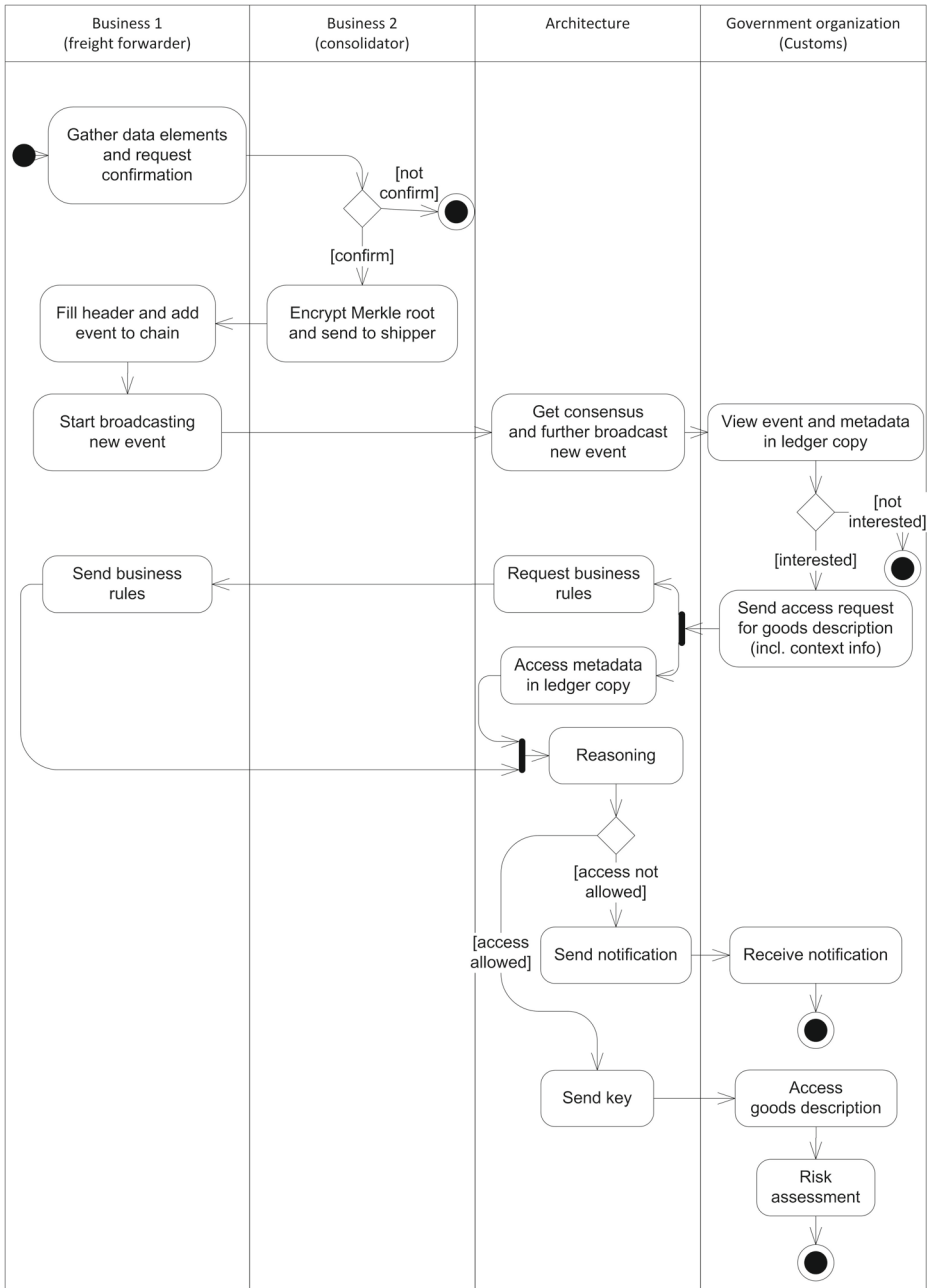 Business 1
(freight forwarder)
Business 2
(consolidator)
Architecture
Government organization
(Customs)
Gather data elements
and request
confirmation
[not
confirm]
[confirm]
Fill header and add
event to chain
Encrypt Merkle root
and send to shipper
Start broadcasting
new event
Get consensus
and further broadcast
new event
View event and metadata
in ledger copy
[not
interested]
[interested]
Send business
rules
Request business
rules
Send access request
for goods description
(incl. context info)
Access metadata
in ledger copy
Reasoning
[access not
allowed]
[access
allowed]
Send notification
Receive notification
Send key
Access
goods description
Risk
assessment